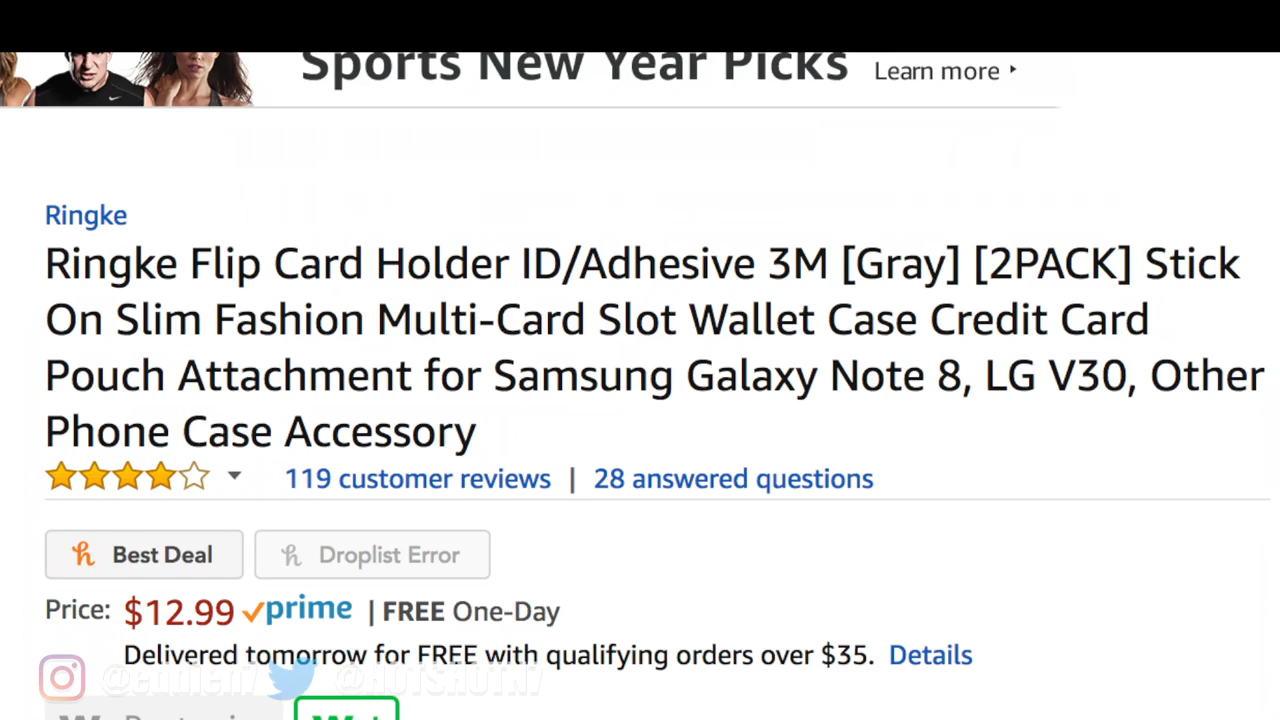 Sports New Year Picks Learn more
Ringke
Ringke Flip Card Holder ID/Adhesive 3M [Gray] [2PACK] Stick
On Slim Fashion Multi-Card Slot Wallet Case Credit Card
Pouch Attachment for Samsung Galaxy Note 8, LG V30, Other
Phone Case Accessory
119 customer reviews | 28 answered questions
Best Deal Droplist Error
Price: $12.99 prime | FREE One-Day
Delivered tomorrow for FREE with qualifying orders over $35. Details
@HOTSHOTN7